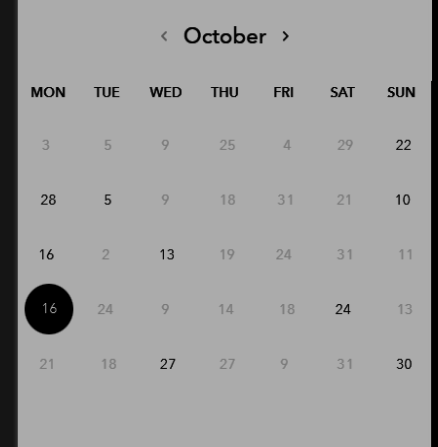 ‹ October ›
MON TUE WED THU FRI SAT SUN
3 5 9 25 4 29 22
28 5 9 18 31 21 10
16 2 13 19 24 31 11
16 24 9 14 18 24 13
21 18 27 27 9 31 30